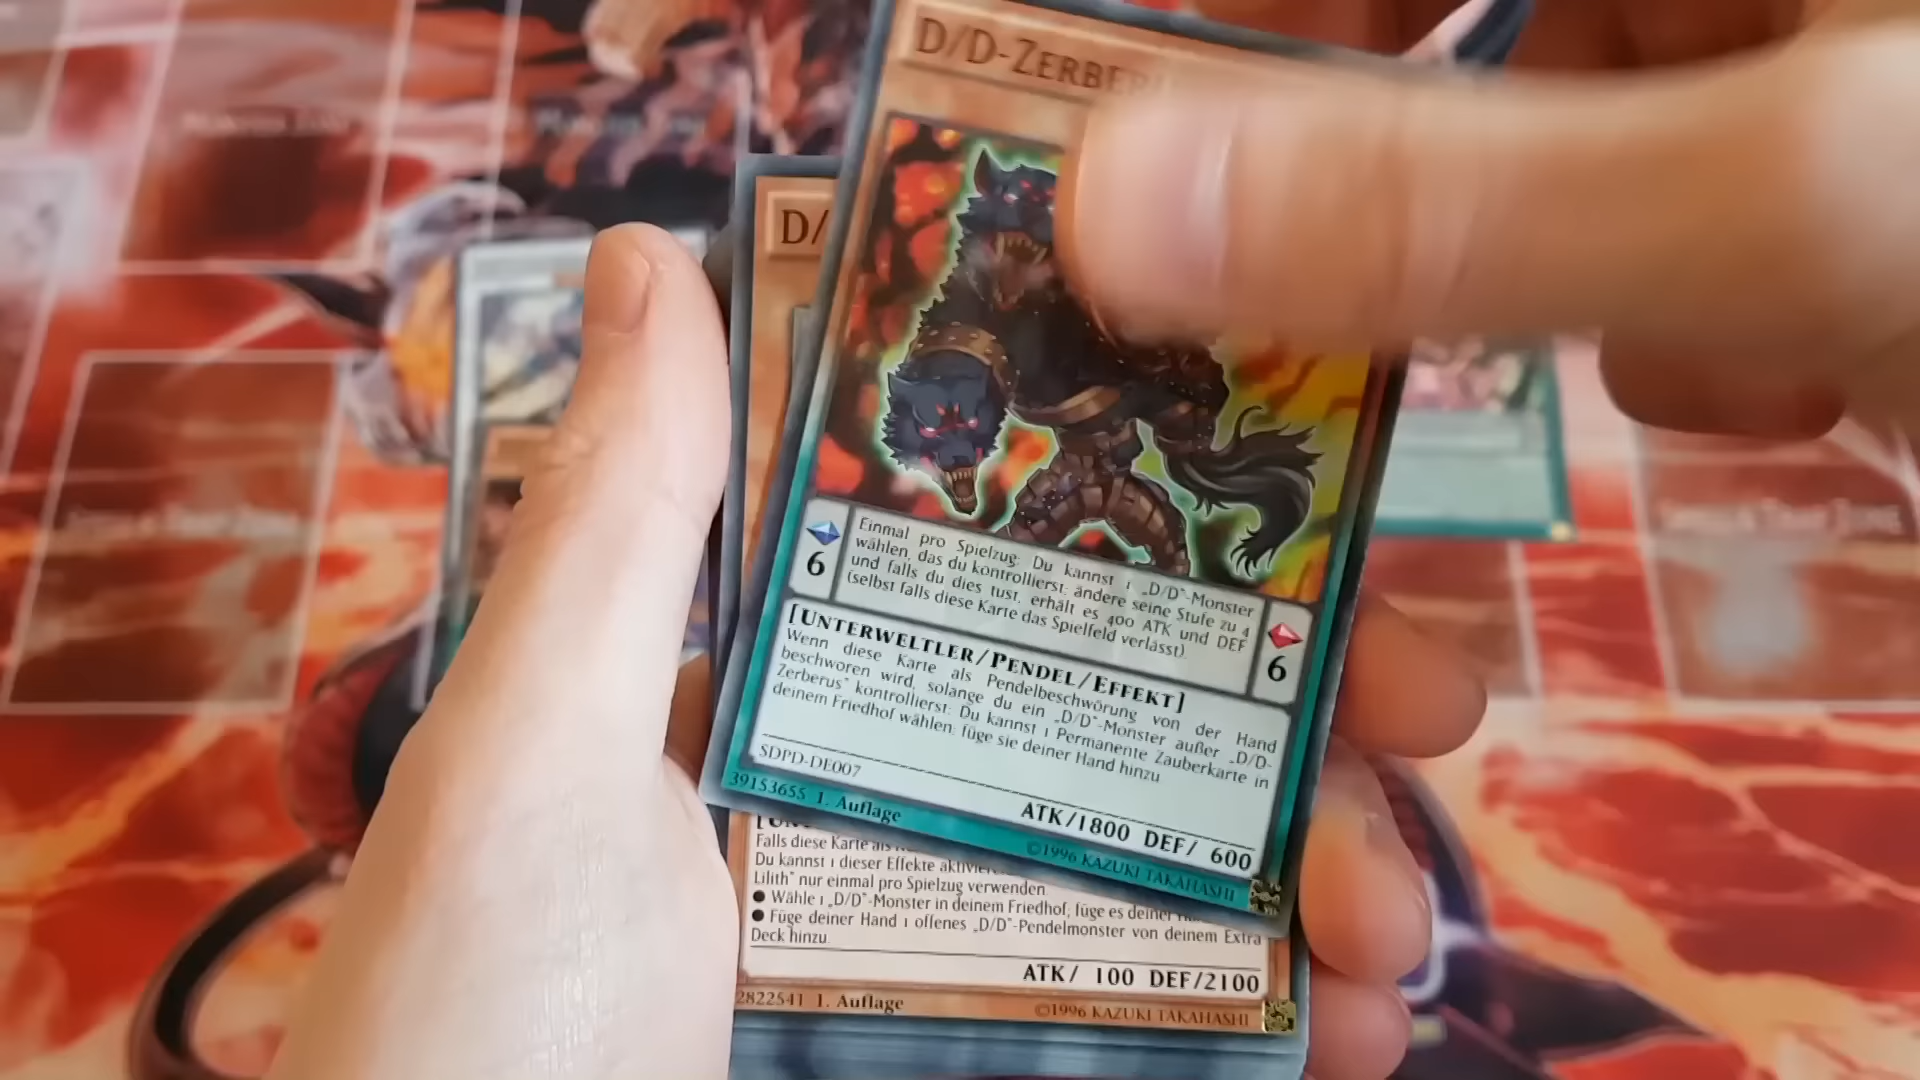 D/D-ZERBER
D/
6
Einmal pro Spielzug: Du kannst 1 „D/D“-Monster
wählen, das du kontrollierst; ändere seine Stufe zu 4
und falls du dies tust, erhält es 400 ATK und DEF
(selbst falls diese Karte das Spielfeld verlässt).
6
[UNTERWELTLER/PENDEL/EFFEKT]
Wenn diese Karte als Pendelbeschwörung von der Hand
beschworen wird, solange du ein „D/D“-Monster außer „D/D-
Zerberus“ kontrollierst: Du kannst 1 Permanente Zauberkarte in
deinem Friedhof wählen; füge sie deiner Hand hinzu.
SDPD-DE007
ATK/1800 DEF/ 600
39153655 1. Auflage
©1996 KAZUKI TAKAHASHI
Falls diese Karte als
Du kannst 1 dieser Effekte
Lilith“ nur einmal pro Spielzug verwenden.
● Wähle 1 „D/D“-Monster in deinem Friedhof; füge es deiner
● Füge deiner Hand 1 offenes „D/D“-Pendelmonster von deinem Extra
Deck hinzu.
ATK/ 100 DEF/2100
2822541 1. Auflage
©1996 KAZUKI TAKAHASHI